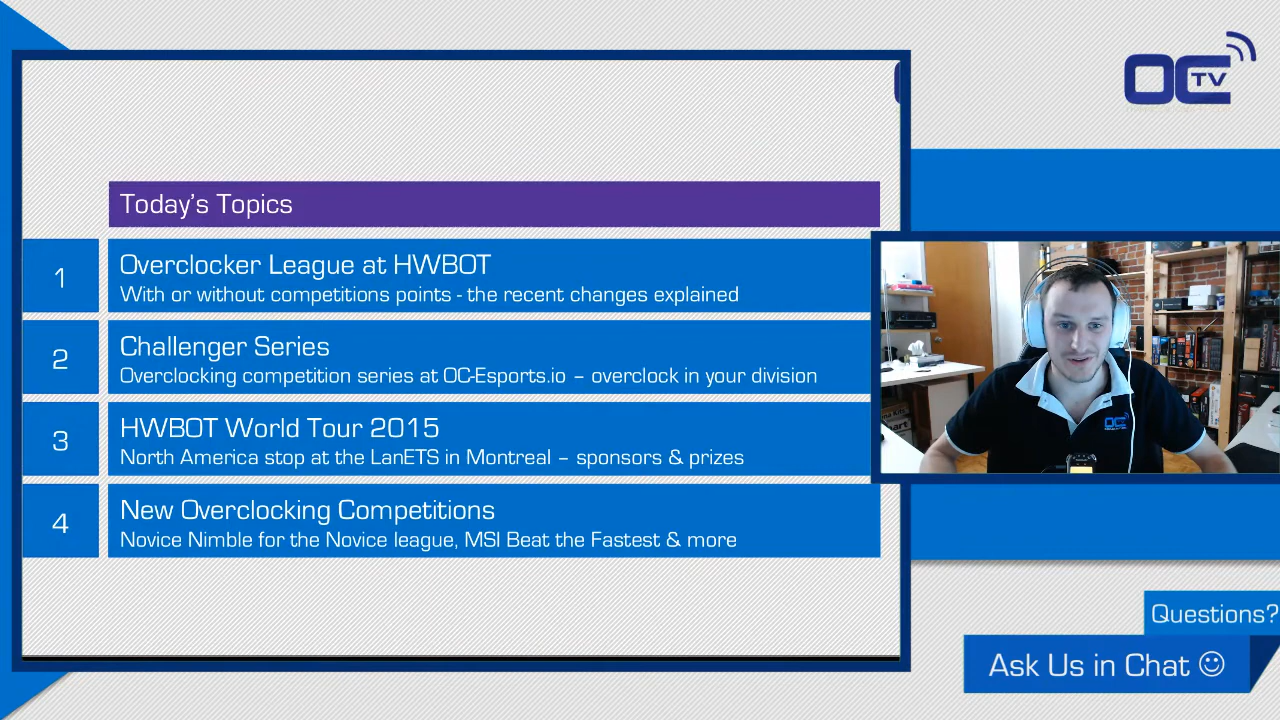 OC TV
Today's Topics
1
Overclocker League at HWBOT
With or without competitions points - the recent changes explained
2
Challenger Series
Overclocking competition series at OC-Esports.io – overclock in your division
3
HWBOT World Tour 2015
North America stop at the LanETS in Montreal – sponsors & prizes
4
New Overclocking Competitions
Novice Nimble for the Novice league, MSI Beat the Fastest & more
OC
Questions?
Ask Us in Chat ☺